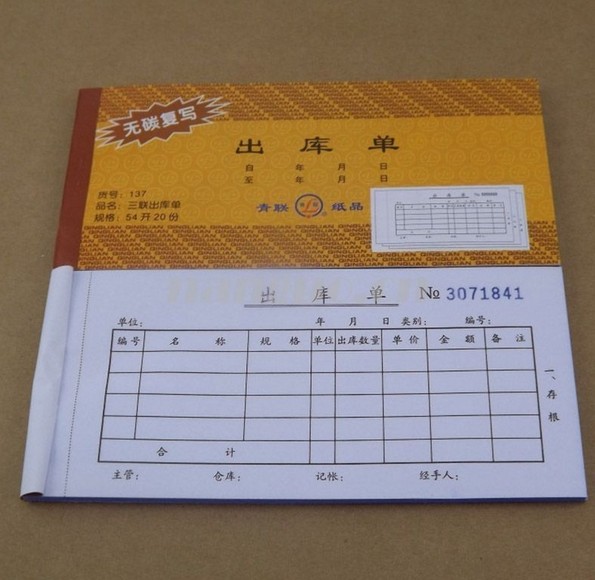 无碳复写
出库单
自 年 月 日
至 年 月 日
货号：137
品名：三联出库单
规格：54开20份
青联 纸品
出库单 № 3071841
单位： 年 月 日 类别： 编号：
编号 名称 规格 单位 出库数量 单价 金额 备注
合计
一、存根
主管： 仓库： 记帐： 经手人：